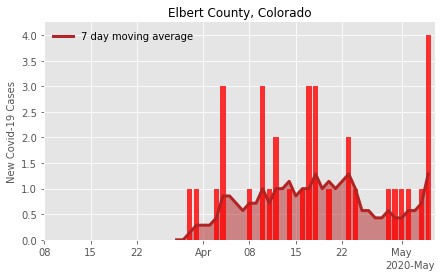 Elbert County, Colorado
7 day moving average
New Covid-19 Cases
4.0
3.5
3.0
2.5
2.0
1.5
1.0
0.5
0.0
08 15 22 Apr 08 15 22 May
2020-May